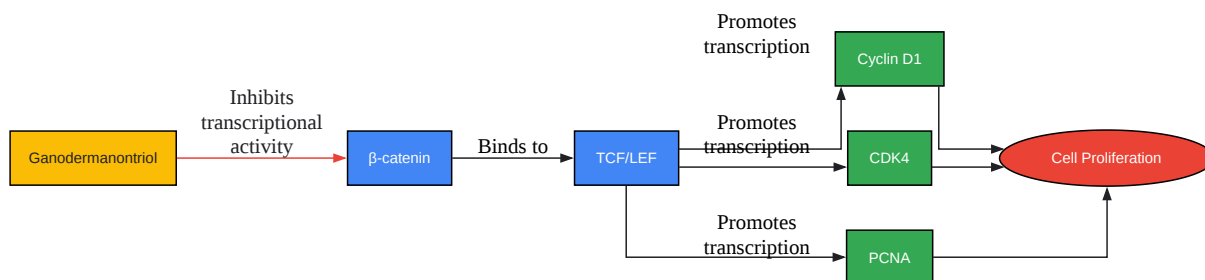 Promotes
transcription
Cyclin D1
Inhibits
transcriptional
activity
Promotes
transcription
Ganodermanontriol
β-catenin
Binds to
TCF/LEF
CDK4
Cell Proliferation
Promotes
transcription
PCNA